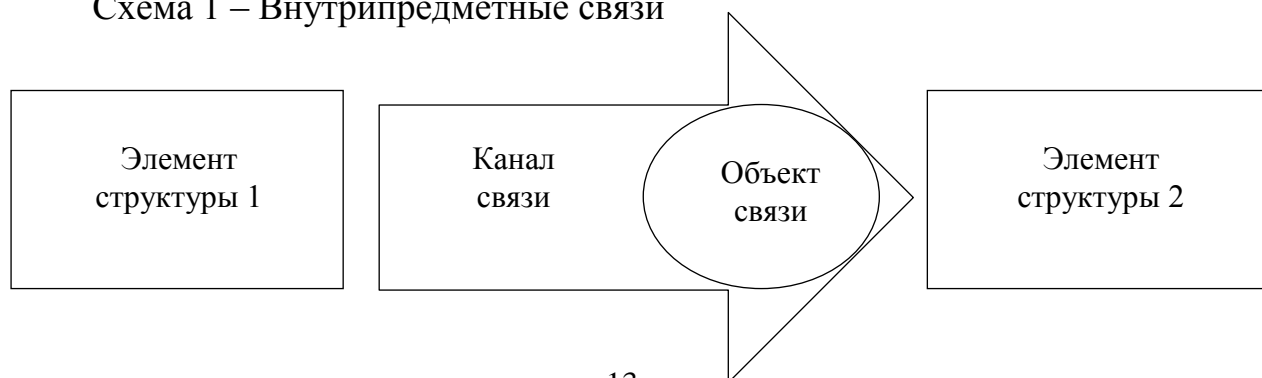 Схема 1 – Внутрипредметные связи
Элемент
структуры 1
Канал
связи
Объект
связи
Элемент
структуры 2